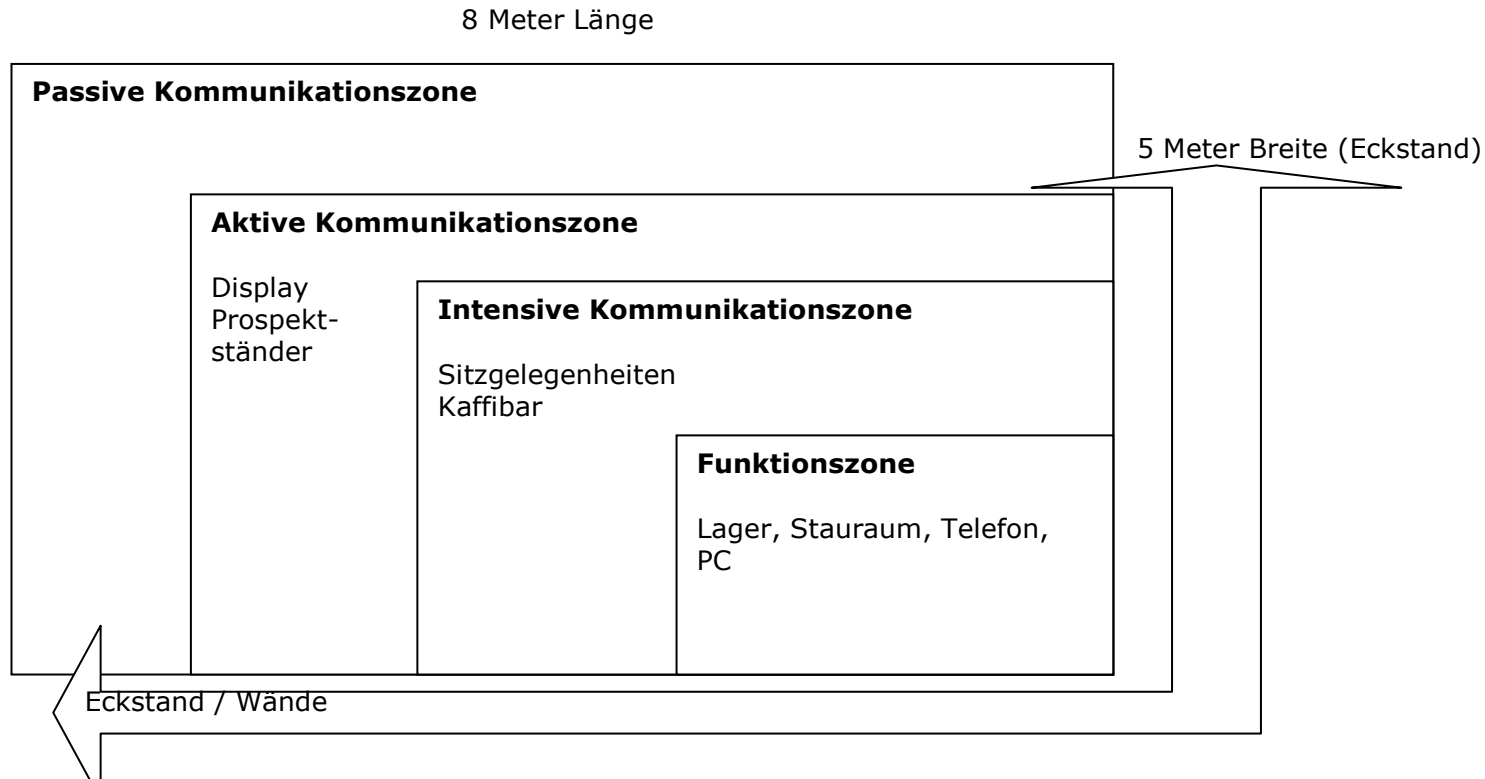 8 Meter Länge
Passive Kommunikationszone
5 Meter Breite (Eckstand)
Aktive Kommunikationszone
Display
Prospekt-
ständer
Intensive Kommunikationszone
Sitzgelegenheiten
Kaffibar
Funktionszone
Lager, Stauraum, Telefon,
PC
Eckstand / Wände